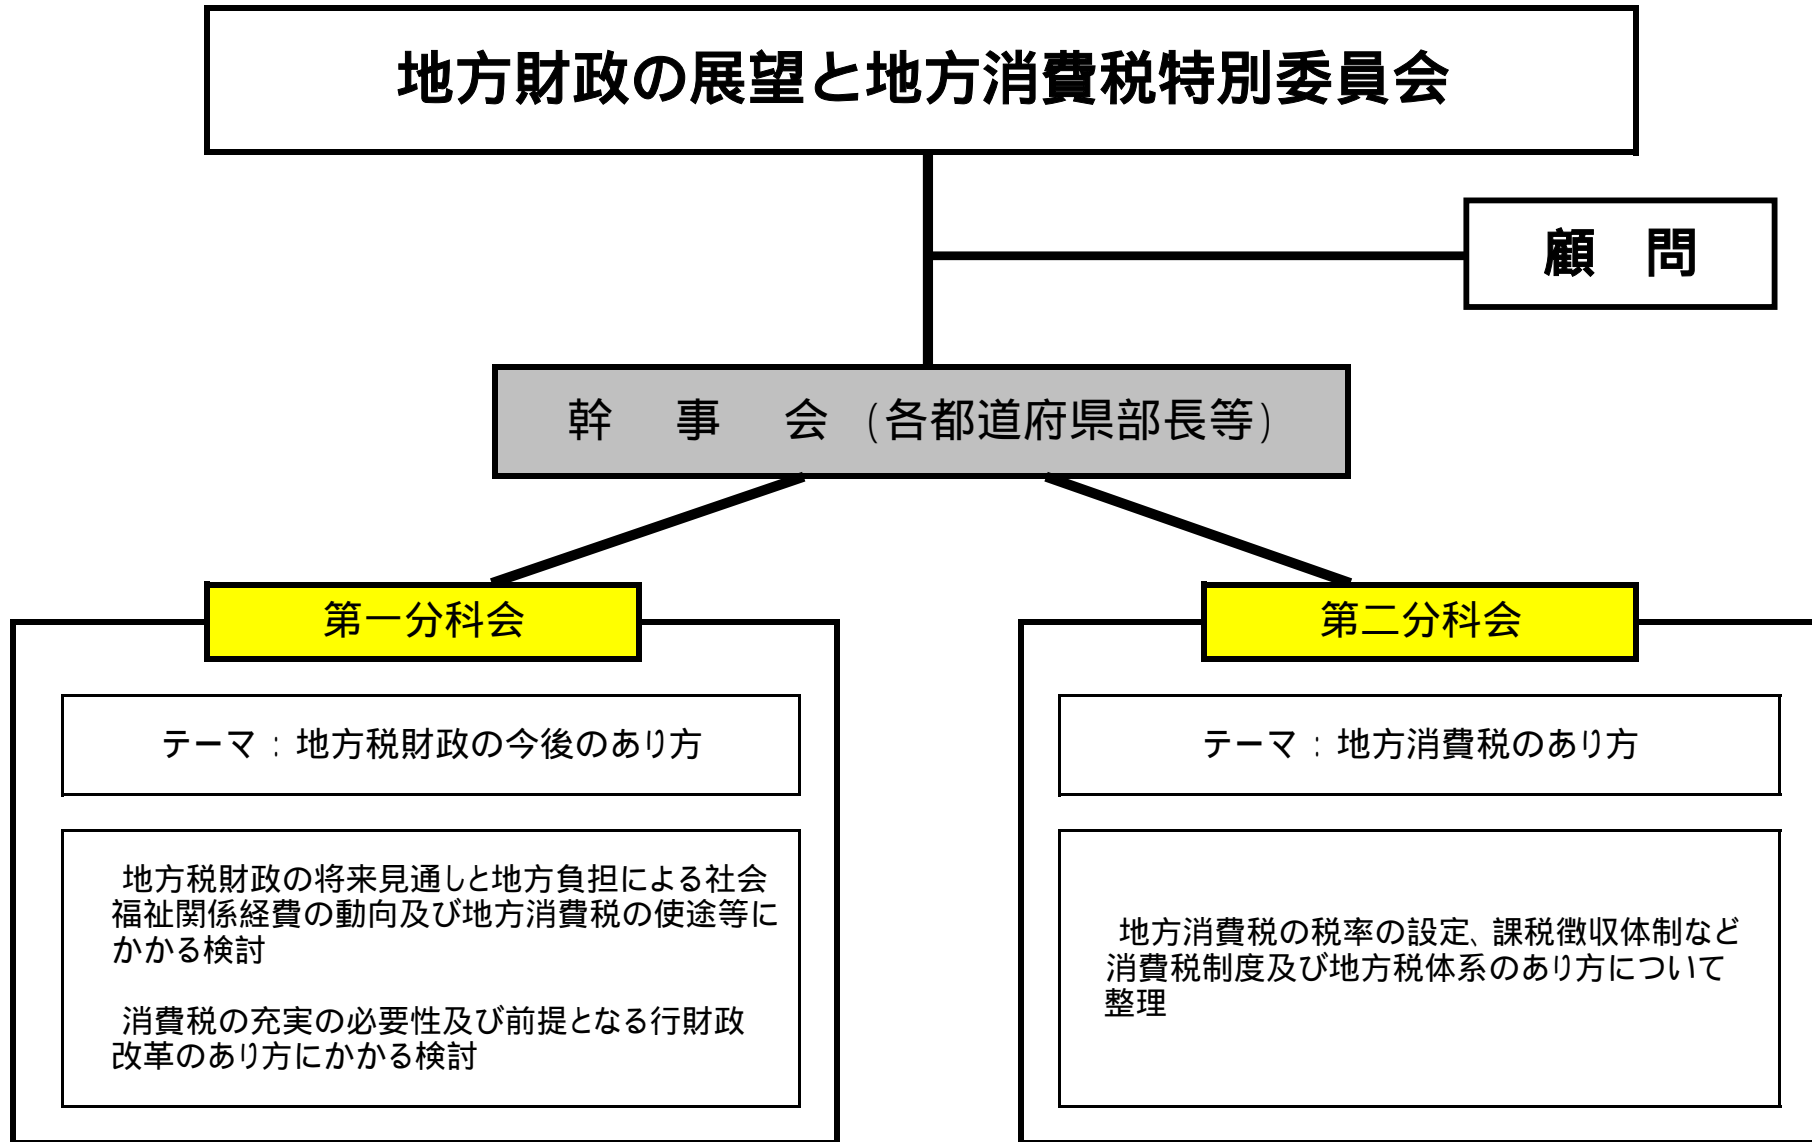 地方財政の展望と地方消費税特別委員会
顧　問
幹　事　会（各都道府県部長等）
第一分科会
テーマ：地方税財政の今後のあり方
地方税財政の将来見通しと地方負担による社会
福祉関係経費の動向及び地方消費税の使途等に
かかる検討
消費税の充実の必要性及び前提となる行財政
改革のあり方にかかる検討
第二分科会
テーマ：地方消費税のあり方
地方消費税の税率の設定、課税徴収体制など
消費税制度及び地方税体系のあり方について
整理